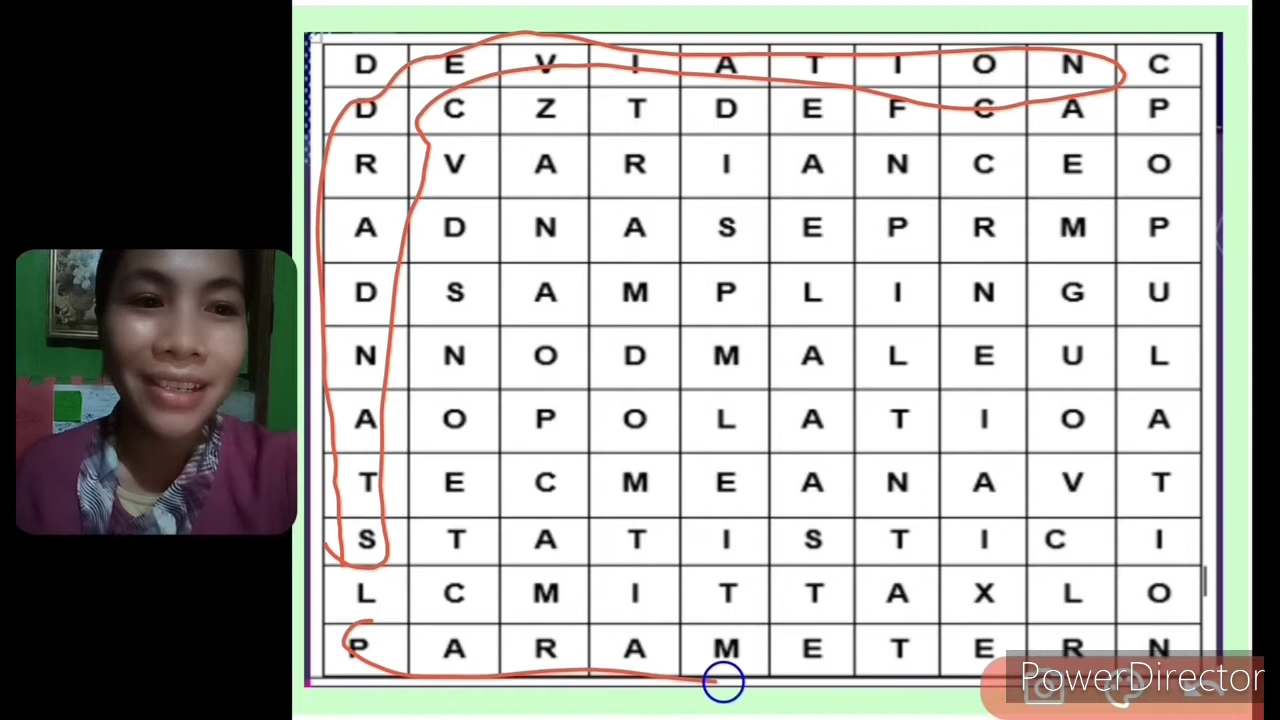 D E V I A T I O N C
D C Z T D E F C A P
R V A R I A N C E O
A D N A S E P R M P
D S A M P L I N G U
N N O D M A L E U L
A O P O L A T I O A
T E C M E A N A V T
S T A T I S T I C I
L C M I T T A X L O
P A R A M E T E R N
PowerDirector